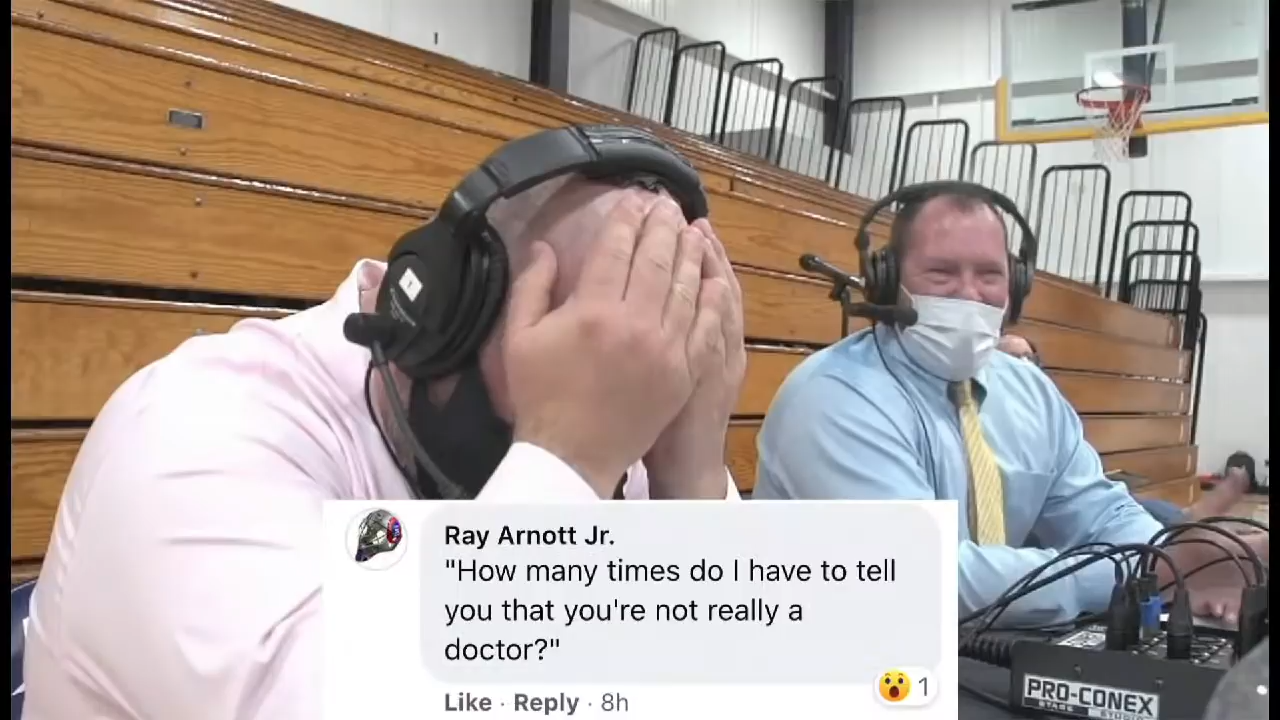 Ray Arnott Jr.
"How many times do I have to tell
you that you're not really a
doctor?"
1
Like · Reply · 8h
PRO-CONEX